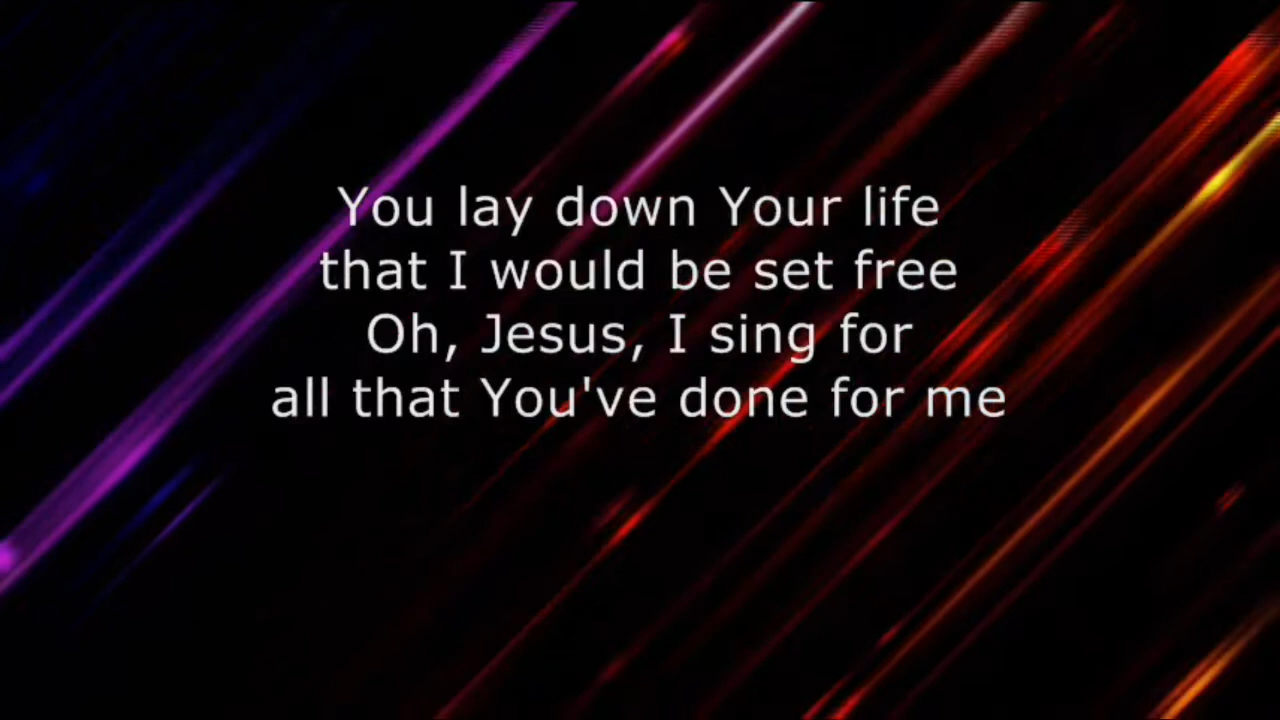 You lay down Your life
that I would be set free
Oh, Jesus, I sing for
all that You've done for me